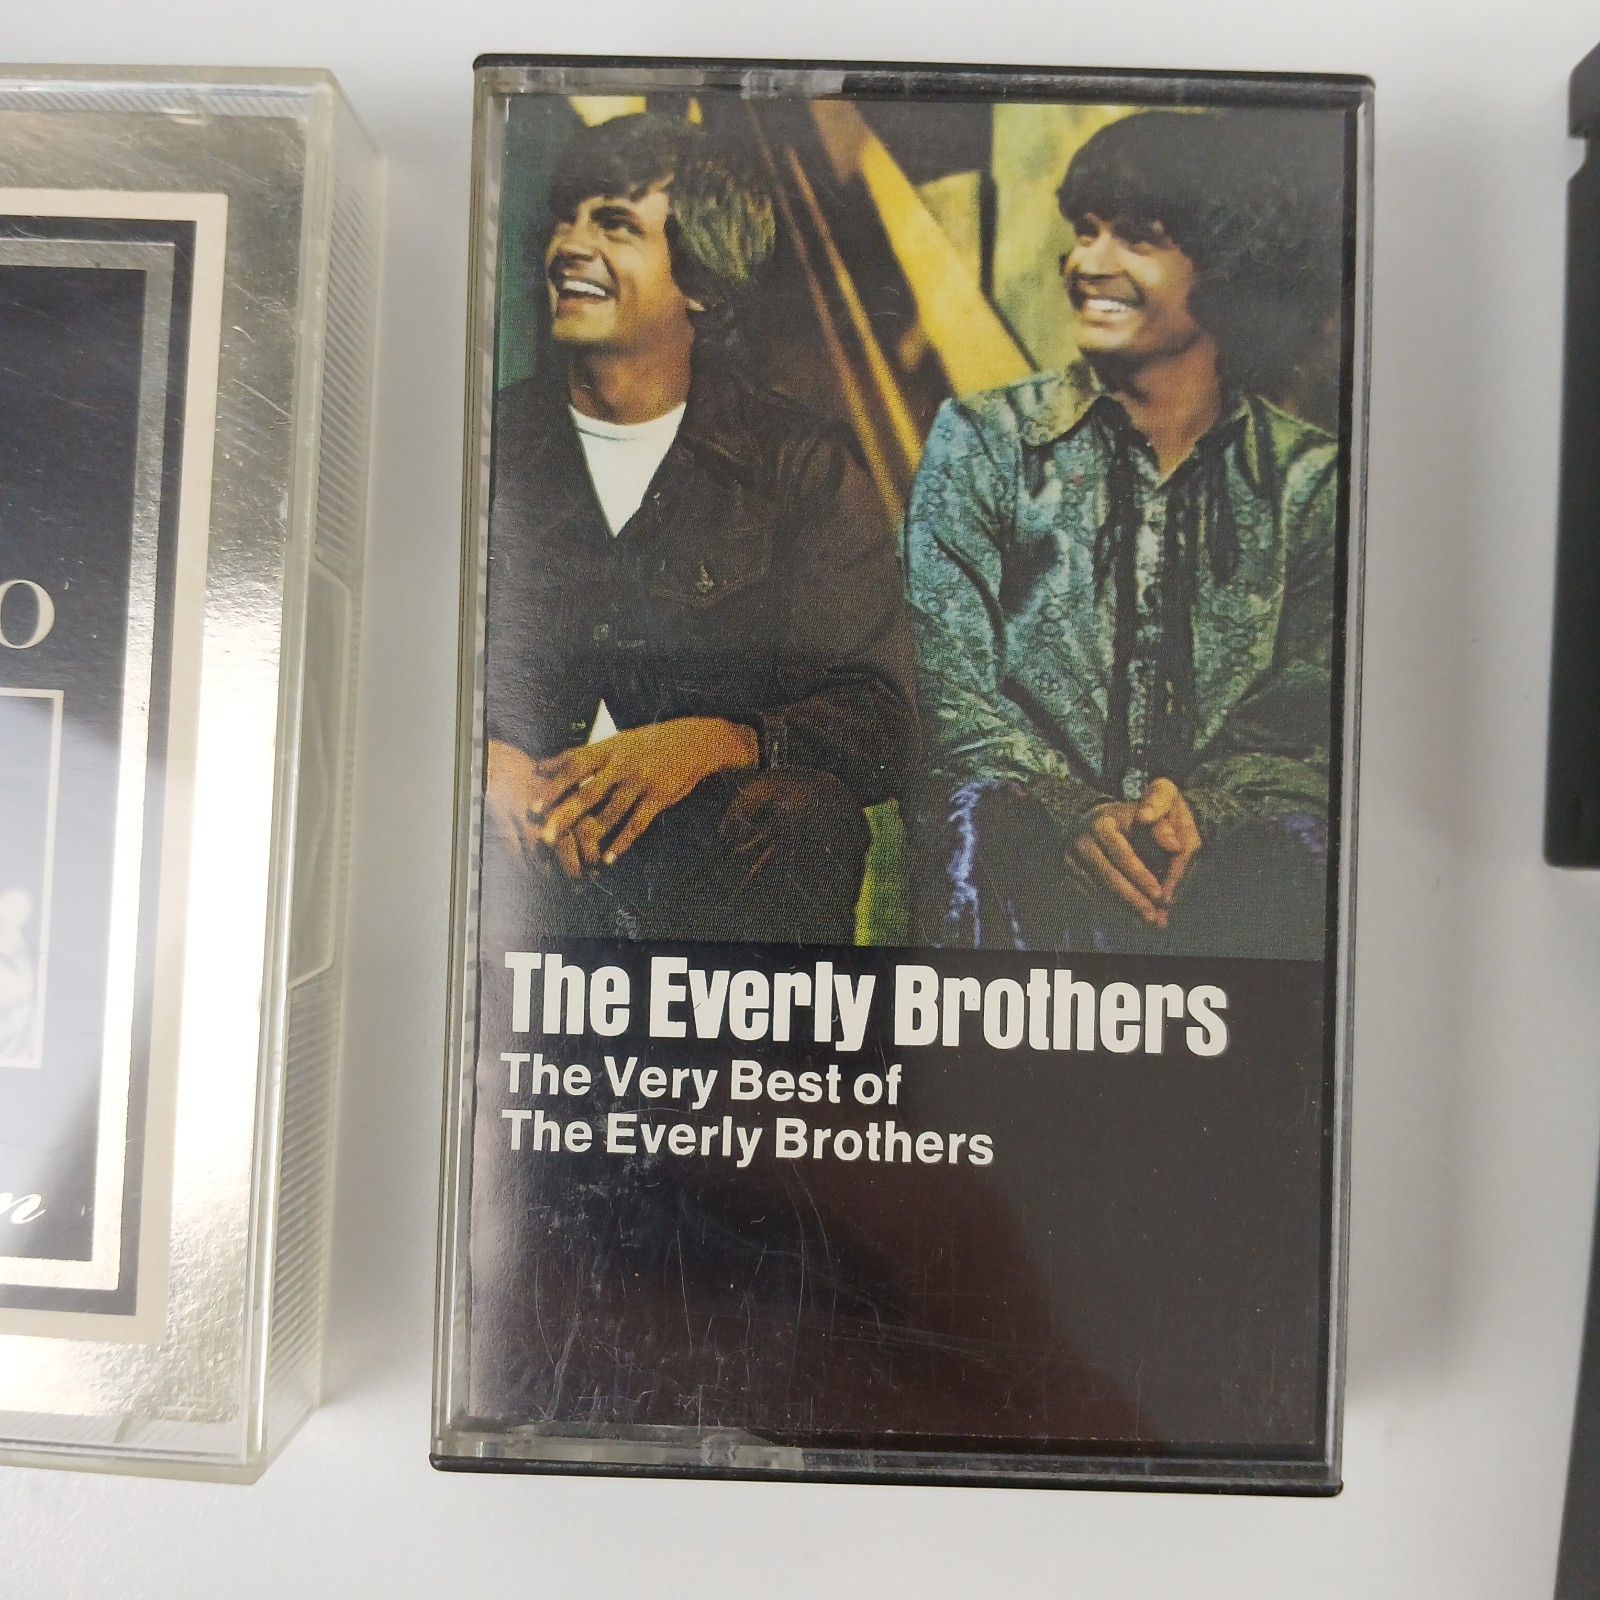 The Everly Brothers
The Very Best of
The Everly Brothers